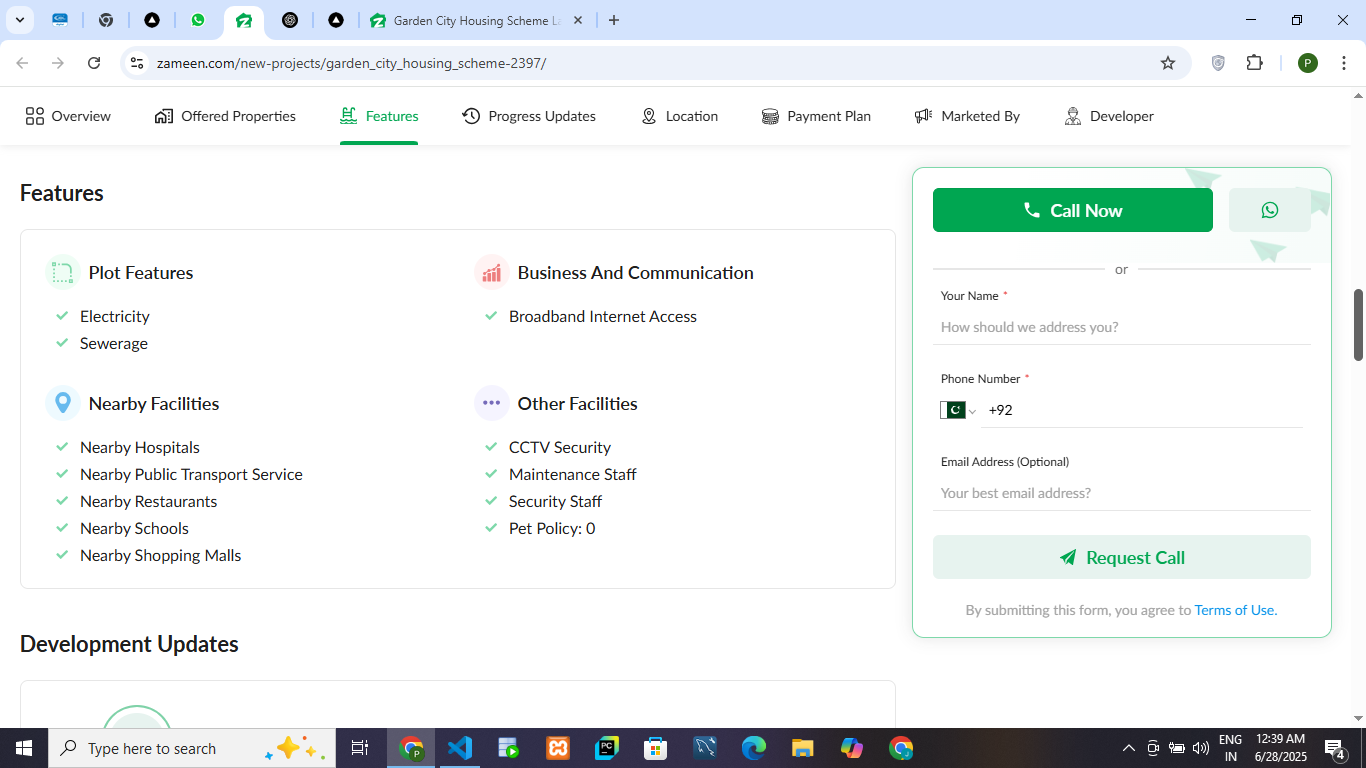 Garden City Housing Scheme L
zameen.com/new-projects/garden_city_housing_scheme-2397/
P
Overview
Offered Properties
Features
Progress Updates
Location
Payment Plan
Marketed By
Developer
Features
Plot Features
Electricity
Sewerage
Business And Communication
Broadband Internet Access
Nearby Facilities
Nearby Hospitals
Nearby Public Transport Service
Nearby Restaurants
Nearby Schools
Nearby Shopping Malls
Other Facilities
CCTV Security
Maintenance Staff
Security Staff
Pet Policy: 0
Development Updates
Call Now
or
Your Name *
How should we address you?
Phone Number *
+92
Email Address (Optional)
Your best email address?
Request Call
By submitting this form, you agree to Terms of Use.
Type here to search
ENG
IN
12:39 AM
6/28/2025
4